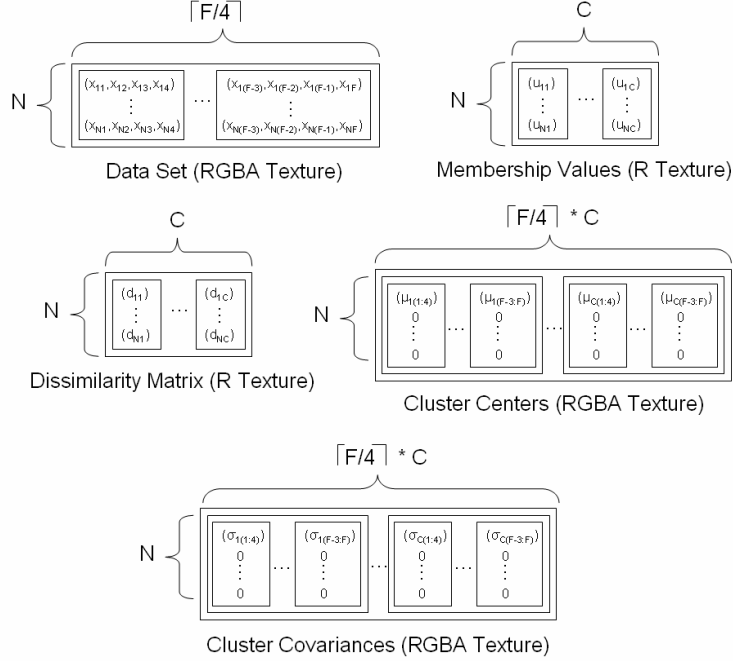 ⌈F/4⌉
N
(x11,x12,x13,x14) ... (x1(F-3),x1(F-2),x1(F-1),x1F)
⋮ ⋮
(xN1,xN2,xN3,xN4) (xN(F-3),xN(F-2),xN(F-1),xNF)
Data Set (RGBA Texture)
C
N
(u11) ... (u1C)
⋮ ⋮
(uN1) (uNC)
Membership Values (R Texture)
C
N
(d11) ... (d1C)
⋮ ⋮
(dN1) (dNC)
Dissimilarity Matrix (R Texture)
⌈F/4⌉ * C
N
(μ1(1:4)) (μ1(F-3:F)) (μC(1:4)) (μC(F-3:F))
0 0 0 0
⋮ ... ⋮ ... ⋮ ... ⋮
0 0 0 0
Cluster Centers (RGBA Texture)
⌈F/4⌉ * C
N
(σ1(1:4)) (σ1(F-3:F)) (σC(1:4)) (σC(F-3:F))
0 0 0 0
⋮ ... ⋮ ... ⋮ ... ⋮
0 0 0 0
Cluster Covariances (RGBA Texture)